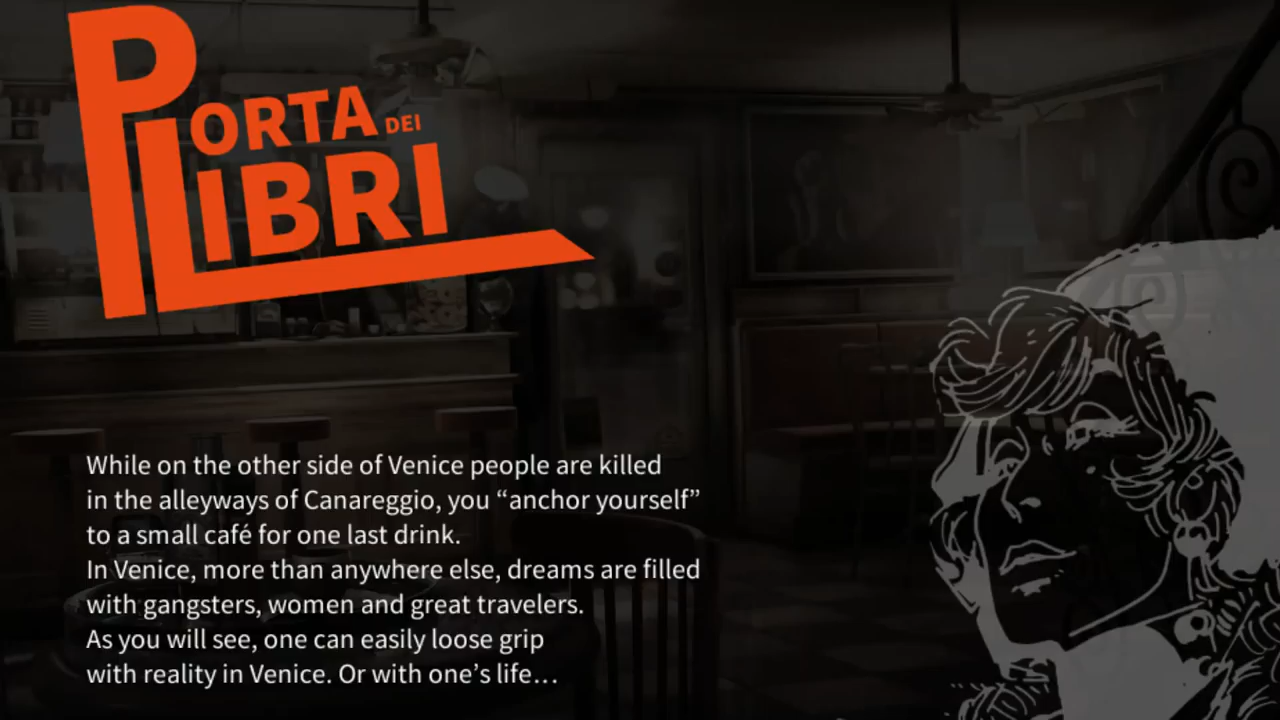 PORTA DEI
LIBRI
While on the other side of Venice people are killed
in the alleyways of Canareggio, you “anchor yourself”
to a small café for one last drink.
In Venice, more than anywhere else, dreams are filled
with gangsters, women and great travelers.
As you will see, one can easily loose grip
with reality in Venice. Or with one’s life…